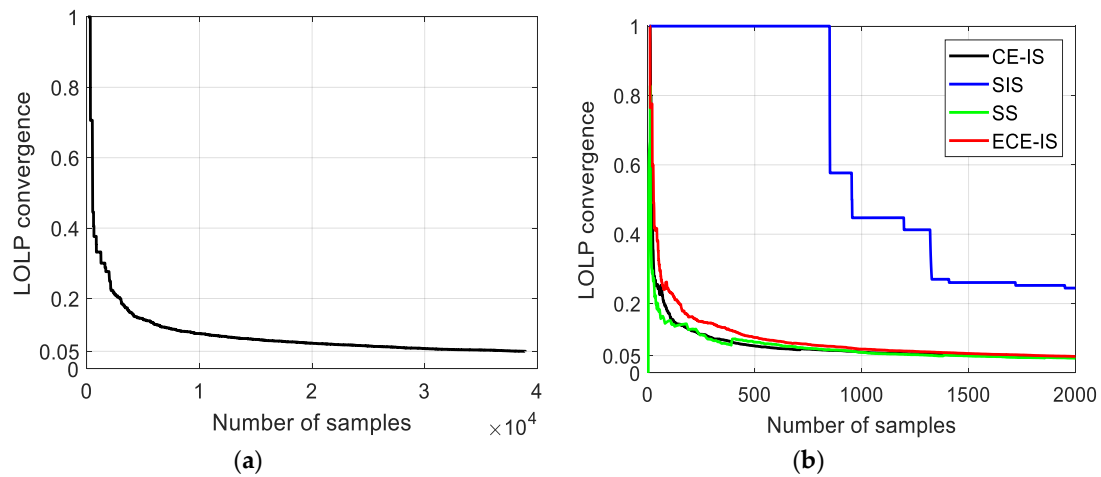 1
0.8
0.6
0.4
0.2
0.05
0
LOLP convergence
0 1 2 3 4
Number of samples
×10^4
(a)
1
0.8
0.6
0.4
0.2
0.05
0
LOLP convergence
CE-IS
SIS
SS
ECE-IS
0 500 1000 1500 2000
Number of samples
(b)